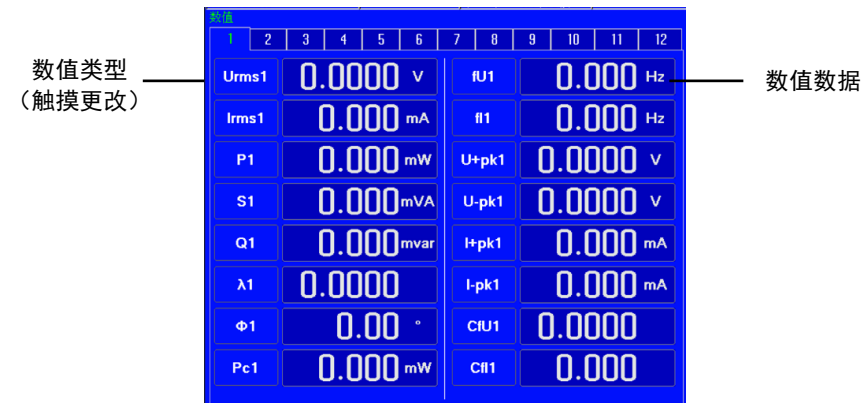 数值
1 2 3 4 5 6 7 8 9 10 11 12
数值类型
（触摸更改）
数值数据
Urms1 0.0000 V fU1 0.000 Hz
Irms1 0.000 mA fI1 0.000 Hz
P1 0.000 mW U+pk1 0.0000 V
S1 0.000 mVA U-pk1 0.0000 V
Q1 0.000 mvar I+pk1 0.000 mA
λ1 0.0000 I-pk1 0.000 mA
Φ1 0.00 ° CfU1 0.0000
Pc1 0.000 mW CfI1 0.000